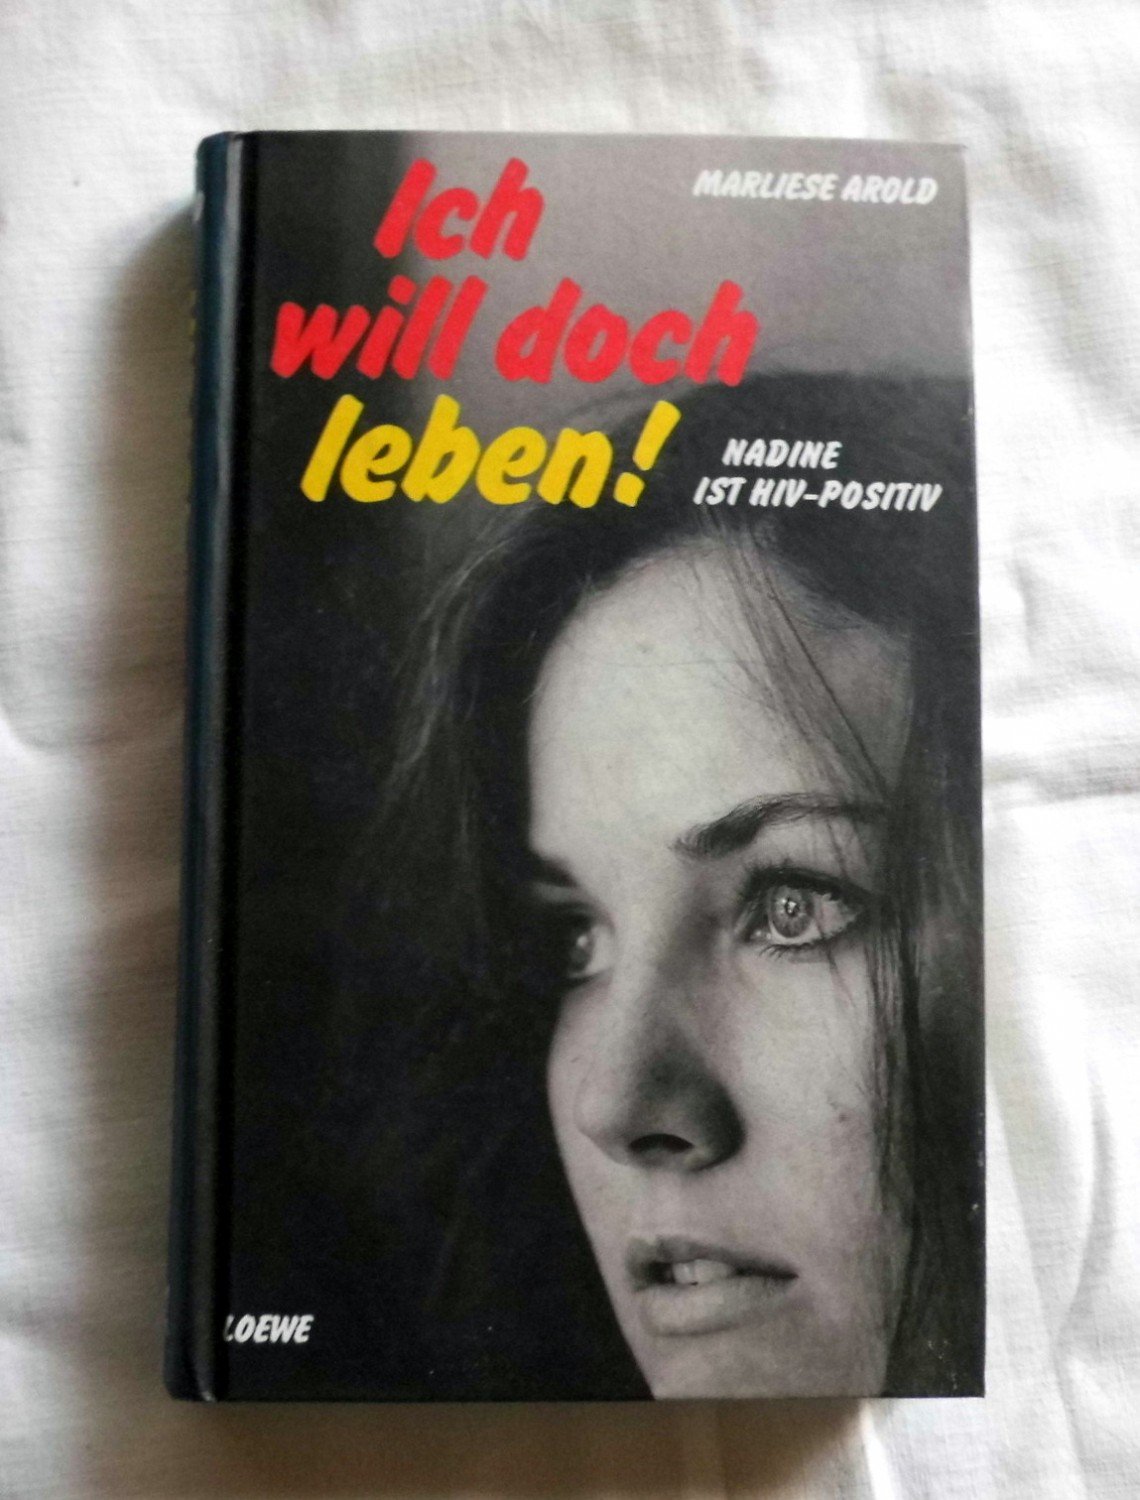 MARLIESE AROLD
Ich
will doch
leben!
NADINE
IST HIV-POSITIV
LOEWE